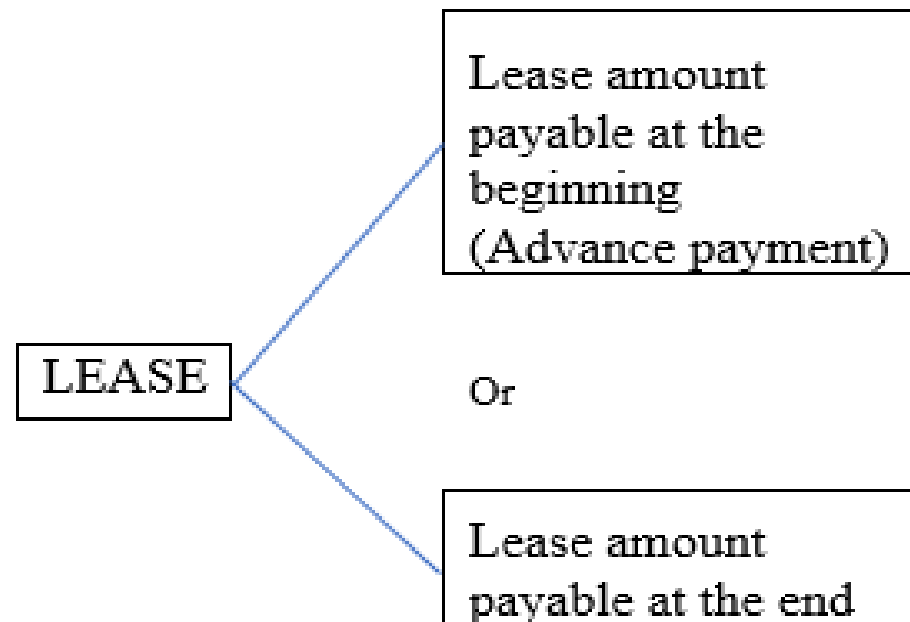 Lease amount
payable at the
beginning
(Advance payment)
LEASE
Or
Lease amount
payable at the end